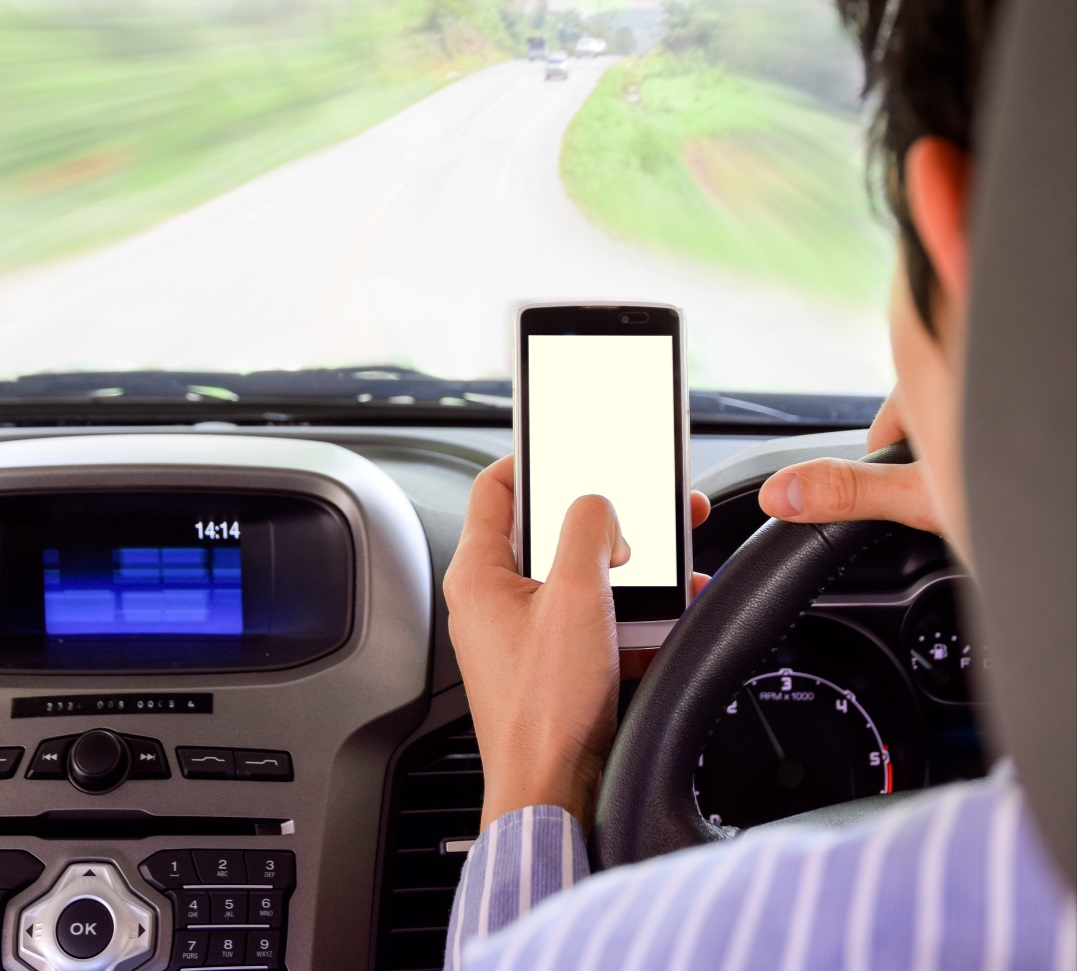 14:14
2
3
4
5
RPM x 1000
F
1
2 ABC
3 DEF
4 GHI
5 JKL
6 MNO
OK
7 PQRS
8 TUV
9 WXYZ